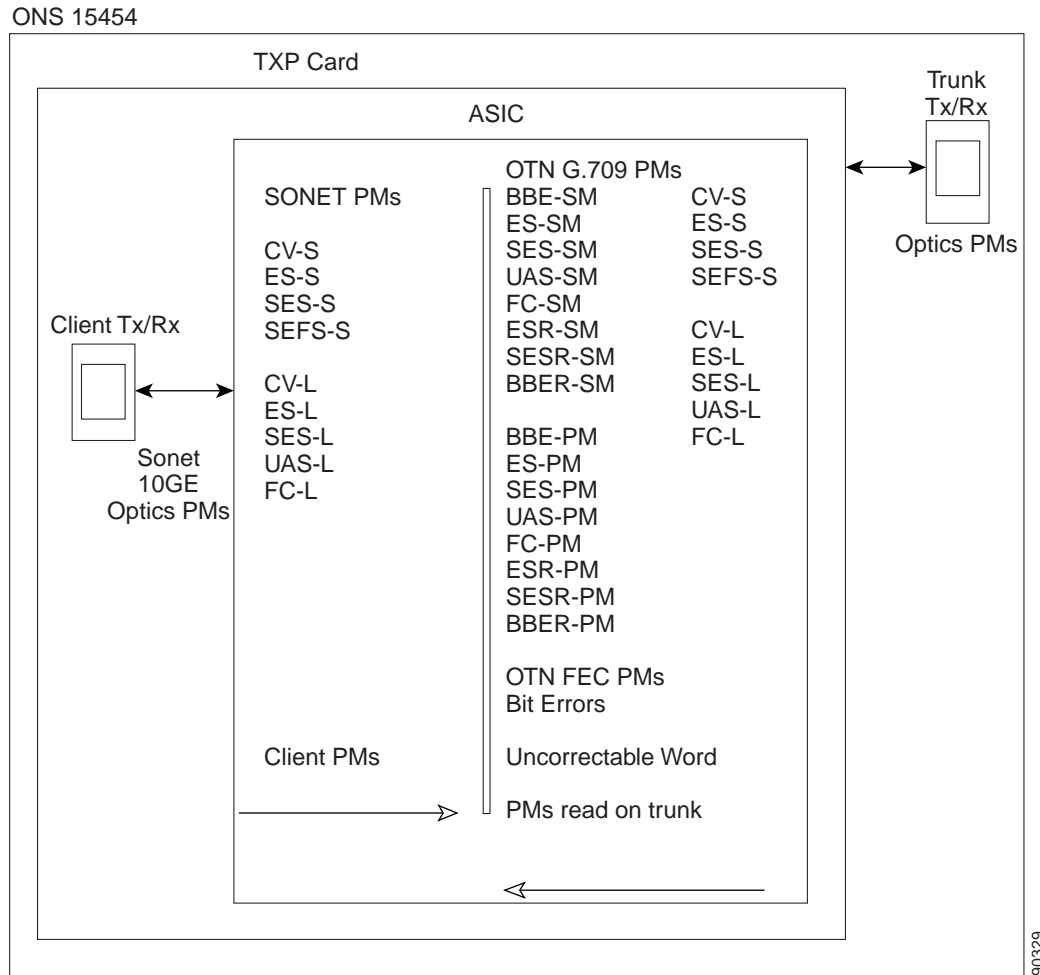 ONS 15454
TXP Card
ASIC
Trunk
Tx/Rx
Optics PMs
Client Tx/Rx
Sonet
10GE
Optics PMs
SONET PMs
CV-S
ES-S
SES-S
SEFS-S
CV-L
ES-L
SES-L
UAS-L
FC-L
Client PMs
OTN G.709 PMs
BBE-SM
ES-SM
SES-SM
UAS-SM
FC-SM
ESR-SM
SESR-SM
BBER-SM
BBE-PM
ES-PM
SES-PM
UAS-PM
FC-PM
ESR-PM
SESR-PM
BBER-PM
OTN FEC PMs
Bit Errors
Uncorrectable Word
PMs read on trunk
CV-S
ES-S
SES-S
SEFS-S
CV-L
ES-L
SES-L
UAS-L
FC-L
90329